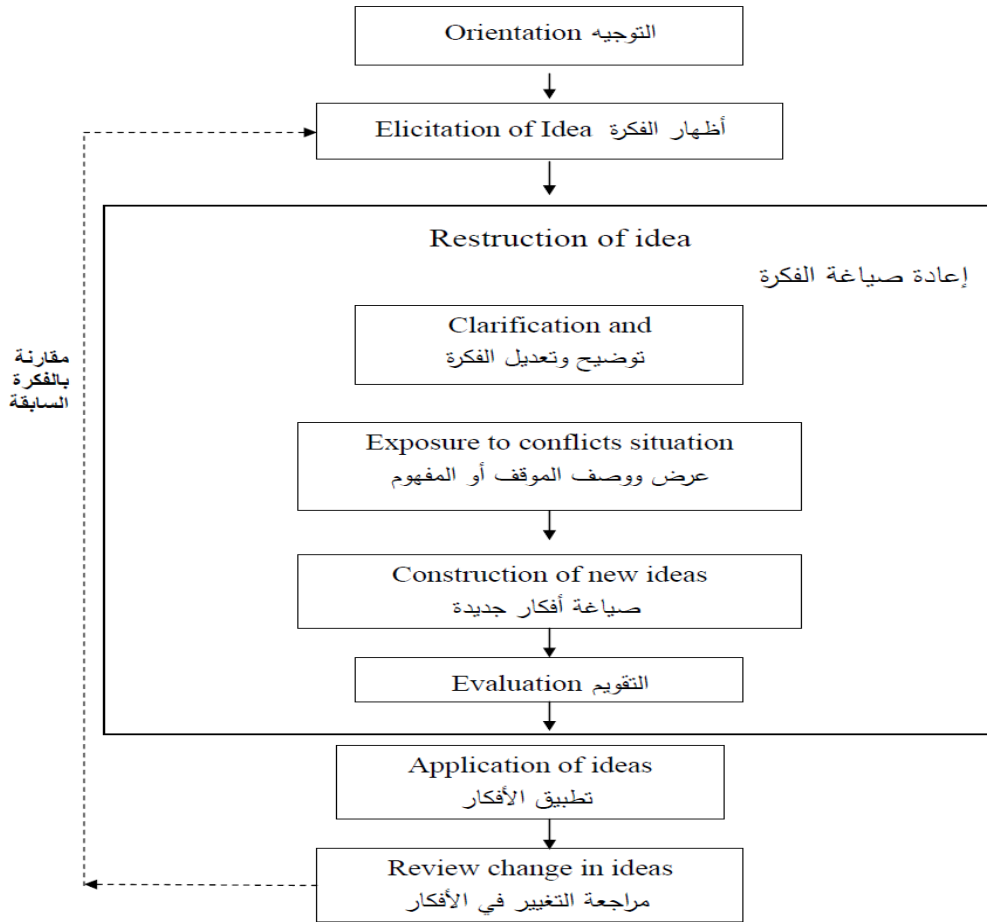 Orientation التوجيه
Elicitation of Idea أظهار الفكرة
Restruction of idea
إعادة صياغة الفكرة
Clarification and
توضيح وتعديل الفكرة
مقارنة
بالفكرة
السابقة
Exposure to conflicts situation
عرض ووصف الموقف أو المفهوم
Construction of new ideas
صياغة أفكار جديدة
Evaluation التقويم
Application of ideas
تطبيق الأفكار
Review change in ideas
مراجعة التغيير في الأفكار